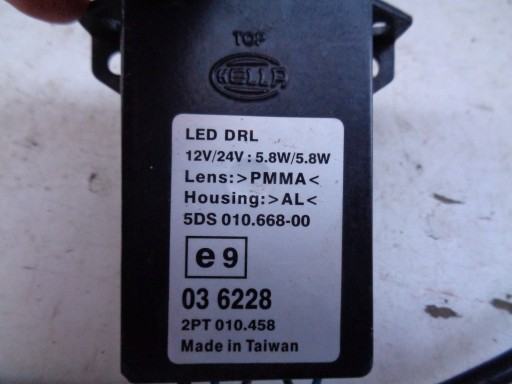 TOP
HELLA
LED DRL
12V/24V : 5.8W/5.8W
Lens:>PMMA<
Housing:>AL<
5DS 010.668-00
e9
03 6228
2PT 010.458
Made in Taiwan